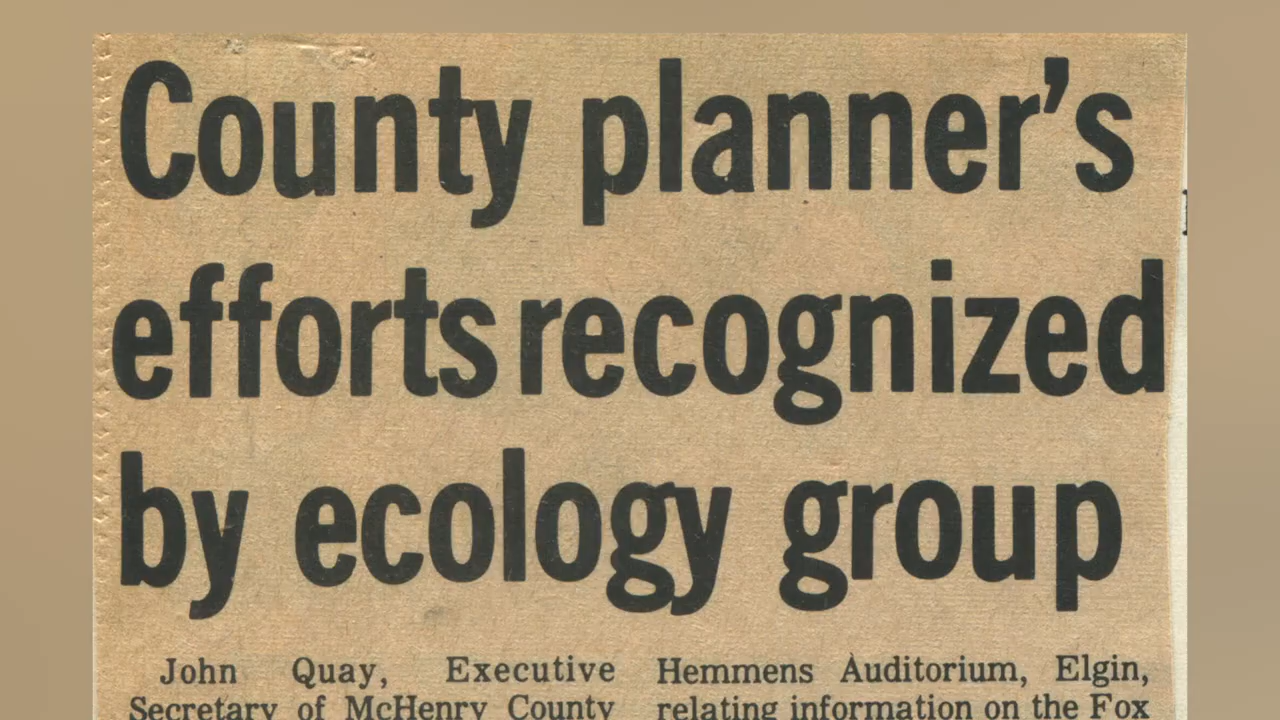 County planner's
efforts recognized
by ecology group
John Quay, Executive
Secretary of McHenry County
Hemmens Auditorium, Elgin,
relating information on the Fox